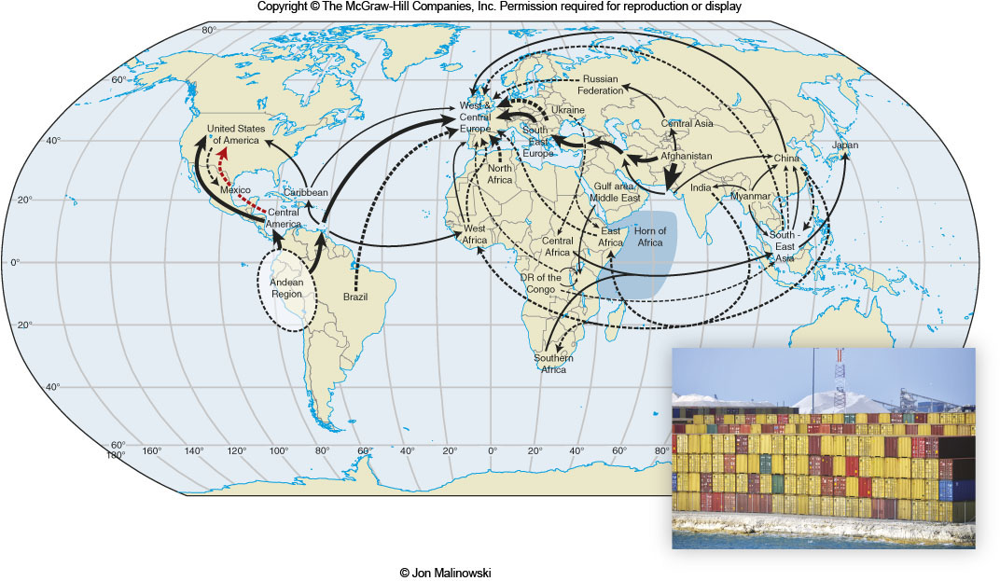 Copyright © The McGraw-Hill Companies, Inc. Permission required for reproduction or display
80°
60°
Russian
Federation
West &
Central
Europe
Ukraine
Central Asia
United States
of America
40°
South
East
Europe
Afghanistan
China
Japan
North
Africa
Mexico
Caribbean
Gulf area/
Middle East
India
Myanmar
20°
Central
America
West
Africa
East
Africa
Horn of
Africa
Central
Africa
South
East
Asia
0°
Andean
Region
Brazil
DR of the
Congo
20°
Southern
Africa
40°
60°
180°
160°
140°
120°
100°
80°
60°
40°
20°
0°
20°
40°
60°
80°
© Jon Malinowski